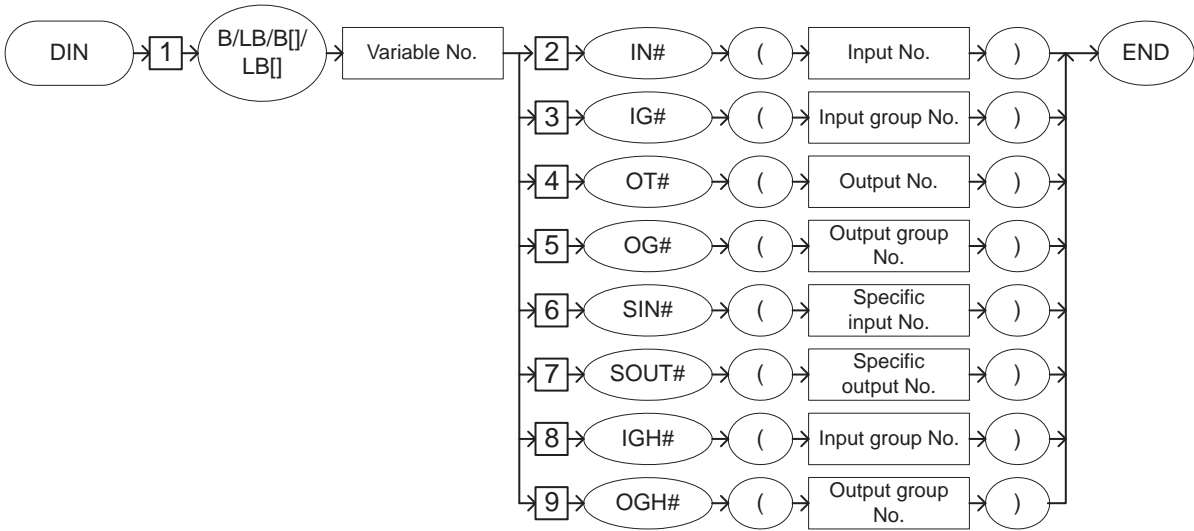 DIN
1
B/LB/B[]/
LB[]
Variable No.
2
IN#
(
Input No.
)
END
3
IG#
(
Input group No.
)
4
OT#
(
Output No.
)
5
OG#
(
Output group
No.
)
6
SIN#
(
Specific
input No.
)
7
SOUT#
(
Specific
output No.
)
8
IGH#
(
Input group No.
)
9
OGH#
(
Output group
No.
)